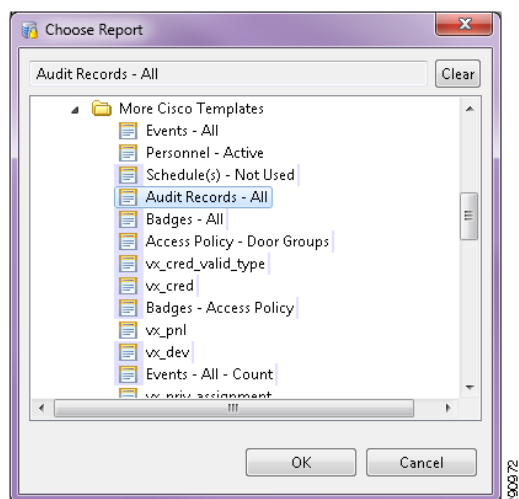 Choose Report
Audit Records - All
Clear
More Cisco Templates
Events - All
Personnel - Active
Schedule(s) - Not Used
Audit Records - All
Badges - All
Access Policy - Door Groups
vx_cred_valid_type
vx_cred
Badges - Access Policy
vx_pnl
vx_dev
Events - All - Count
vx_priv_assignment
OK
Cancel
90972